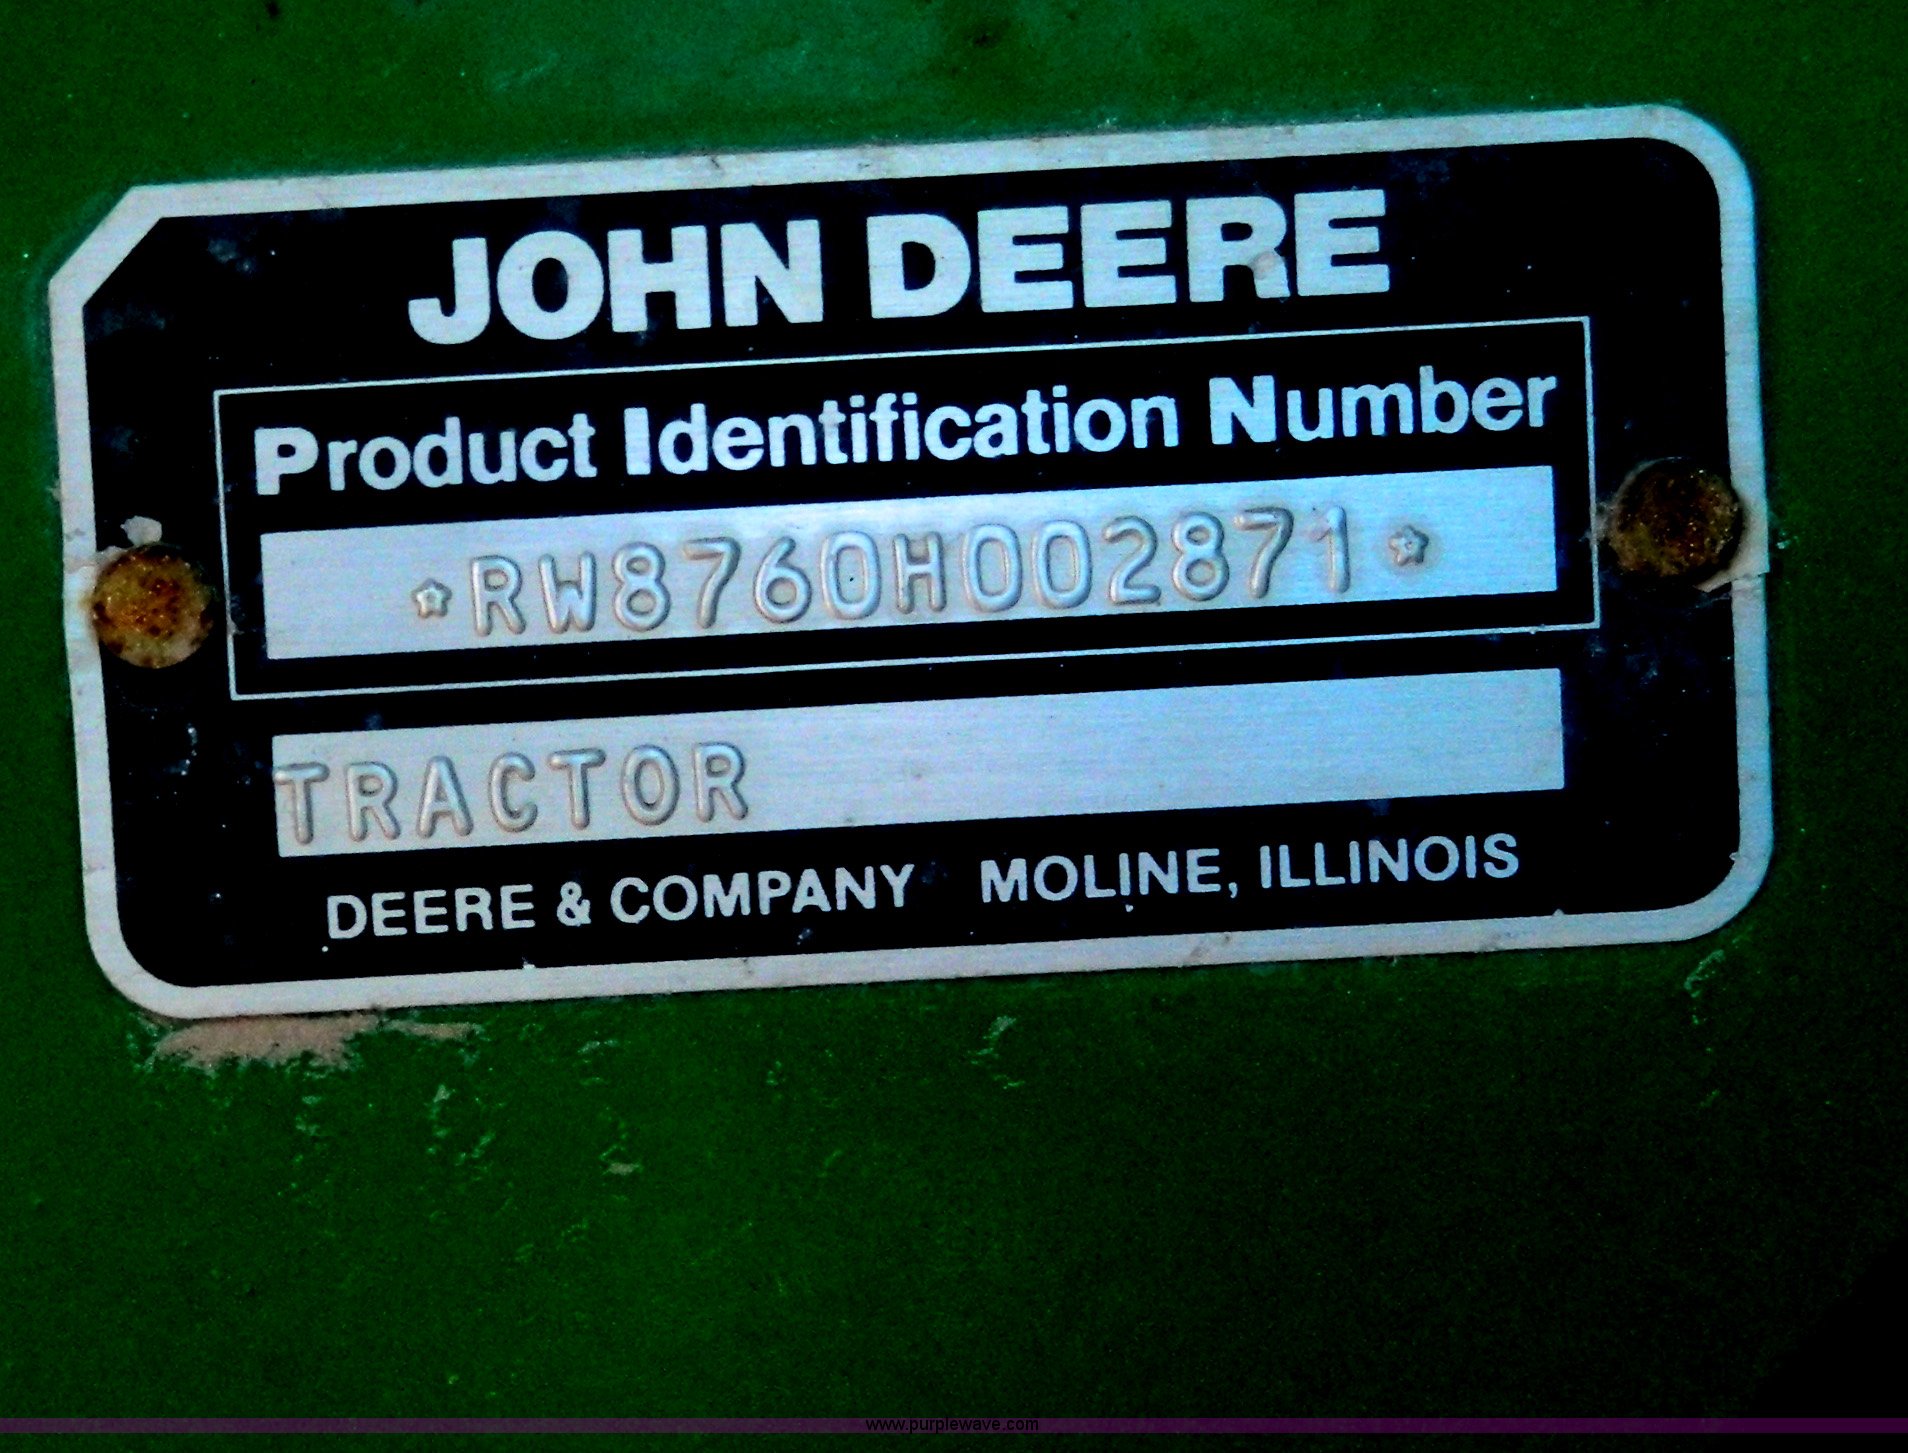 JOHN DEERE
Product Identification Number
*RW8760H002871*
TRACTOR
DEERE & COMPANY MOLINE, ILLINOIS
www.purplewave.com